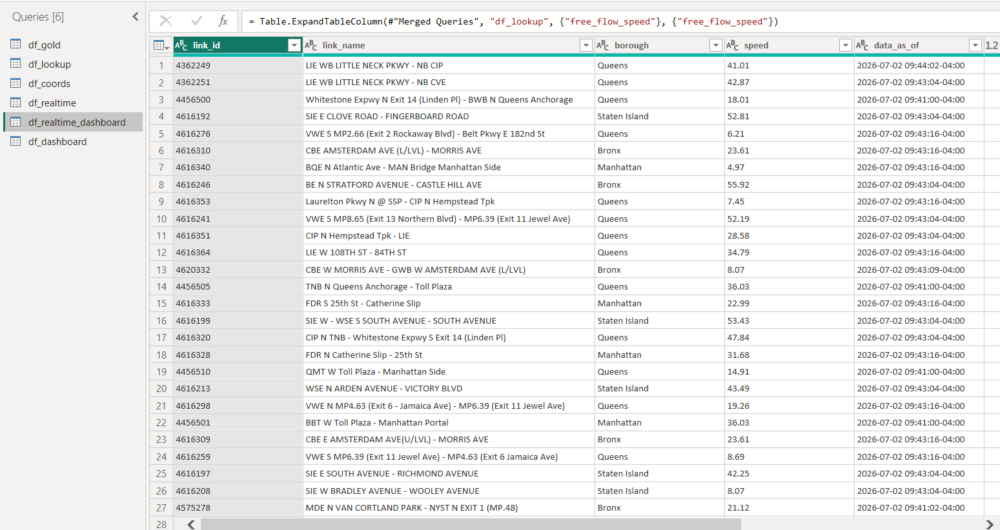 Queries [6]
df_gold
df_lookup
df_coords
df_realtime
df_realtime_dashboard
df_dashboard
fx = Table.ExpandTableColumn(#"Merged Queries", "df_lookup", {"free_flow_speed"}, {"free_flow_speed"})
ABC link_id ABC link_name ABC borough ABC speed ABC data_as_of 1.2
1 4362249 LIE WB LITTLE NECK PKWY - NB CIP Queens 41.01 2026-07-02 09:44:02-04:00
2 4362251 LIE WB LITTLE NECK PKWY - NB CVE Queens 42.87 2026-07-02 09:43:04-04:00
3 4456500 Whitestone Expwy N Exit 14 (Linden Pl) - BWB N Queens Anchorage Queens 18.01 2026-07-02 09:41:00-04:00
4 4616192 SIE E CLOVE ROAD - FINGERBOARD ROAD Staten Island 52.81 2026-07-02 09:43:04-04:00
5 4616276 VWE S MP2.66 (Exit 2 Rockaway Blvd) - Belt Pkwy E 182nd St Queens 6.21 2026-07-02 09:43:16-04:00
6 4616310 CBE AMSTERDAM AVE (L/LVL) - MORRIS AVE Bronx 23.61 2026-07-02 09:43:16-04:00
7 4616340 BQE N Atlantic Ave - MAN Bridge Manhattan Side Manhattan 4.97 2026-07-02 09:43:16-04:00
8 4616246 BE N STRATFORD AVENUE - CASTLE HILL AVE Bronx 55.92 2026-07-02 09:43:04-04:00
9 4616353 Laurelton Pkwy N @ SSP - CIP N Hempstead Tpk Queens 7.45 2026-07-02 09:43:16-04:00
10 4616241 VWE S MP8.65 (Exit 13 Northern Blvd) - MP6.39 (Exit 11 Jewel Ave) Queens 52.19 2026-07-02 09:43:04-04:00
11 4616351 CIP N Hempstead Tpk - LIE Queens 28.58 2026-07-02 09:43:04-04:00
12 4616364 LIE W 108TH ST - 84TH ST Queens 34.79 2026-07-02 09:43:16-04:00
13 4620332 CBE W MORRIS AVE - GWB W AMSTERDAM AVE (L/LVL) Bronx 8.07 2026-07-02 09:43:09-04:00
14 4456505 TNB N Queens Anchorage - Toll Plaza Queens 36.03 2026-07-02 09:41:00-04:00
15 4616333 FDR S 25th St - Catherine Slip Manhattan 22.99 2026-07-02 09:43:16-04:00
16 4616199 SIE W - WSE S SOUTH AVENUE - SOUTH AVENUE Staten Island 53.43 2026-07-02 09:43:04-04:00
17 4616320 CIP N TNB - Whitestone Expwy S Exit 14 (Linden Pl) Queens 47.84 2026-07-02 09:43:04-04:00
18 4616328 FDR N Catherine Slip - 25th St Manhattan 31.68 2026-07-02 09:43:16-04:00
19 4456510 QMT W Toll Plaza - Manhattan Side Queens 14.91 2026-07-02 09:41:00-04:00
20 4616213 WSE N ARDEN AVENUE - VICTORY BLVD Staten Island 43.49 2026-07-02 09:43:04-04:00
21 4616298 VWE N MP4.63 (Exit 6 - Jamaica Ave) - MP6.39 (Exit 11 Jewel Ave) Queens 19.26 2026-07-02 09:43:16-04:00
22 4456501 BBT W Toll Plaza - Manhattan Portal Manhattan 36.03 2026-07-02 09:41:00-04:00
23 4616309 CBE E AMSTERDAM AVE(U/LVL) - MORRIS AVE Bronx 23.61 2026-07-02 09:43:16-04:00
24 4616259 VWE S MP6.39 (Exit 11 Jewel Ave) - MP4.63 (Exit 6 Jamaica Ave) Queens 8.69 2026-07-02 09:43:16-04:00
25 4616197 SIE E SOUTH AVENUE - RICHMOND AVENUE Staten Island 42.25 2026-07-02 09:43:04-04:00
26 4616208 SIE W BRADLEY AVENUE - WOOLEY AVENUE Staten Island 8.07 2026-07-02 09:43:04-04:00
27 4575278 MDE N VAN CORTLAND PARK - NYST N EXIT 1 (MP.48) Bronx 21.12 2026-07-02 09:41:02-04:00
28